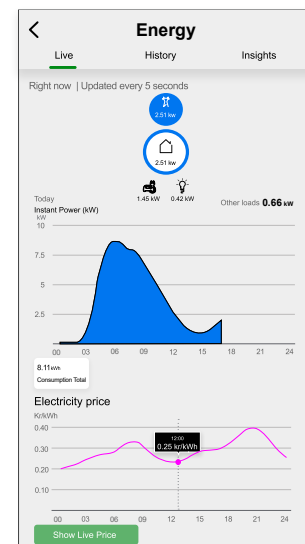 Energy
Live History Insights
Right now | Updated every 5 seconds
2.51 kw
2.51 kw
1.45 kW 0.42 kW Other loads 0.66 kW
Today
Instant Power (kW)
kW
10
7.5
5
2.5
00 03 06 09 12 15 18 21 24
8.11 kWh
Consumption Total
Electricity price
Kr/kWh
0.40
12:00
0.25 kr/kWh
0.30
0.20
0.10
00 03 06 09 12 15 18 21 24
Show Live Price